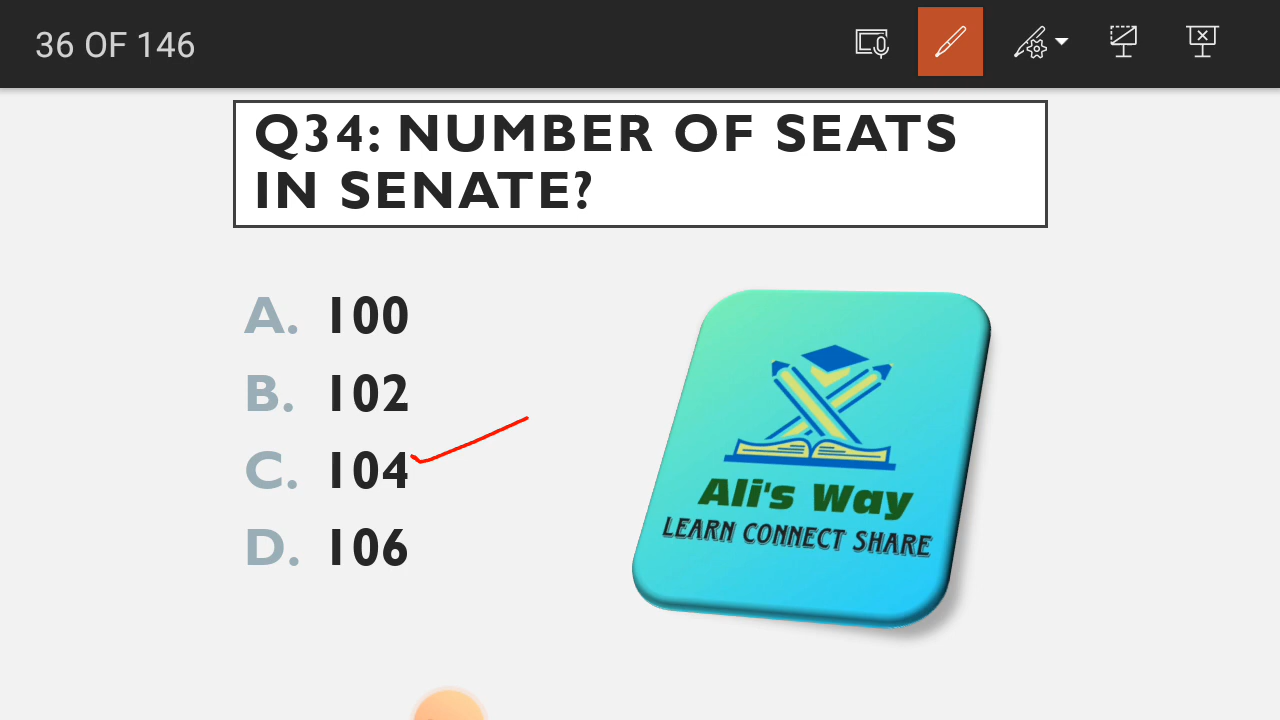 36 OF 146
Q34: NUMBER OF SEATS
IN SENATE?
A. 100
B. 102
C. 104
D. 106
Ali's Way
LEARN CONNECT SHARE